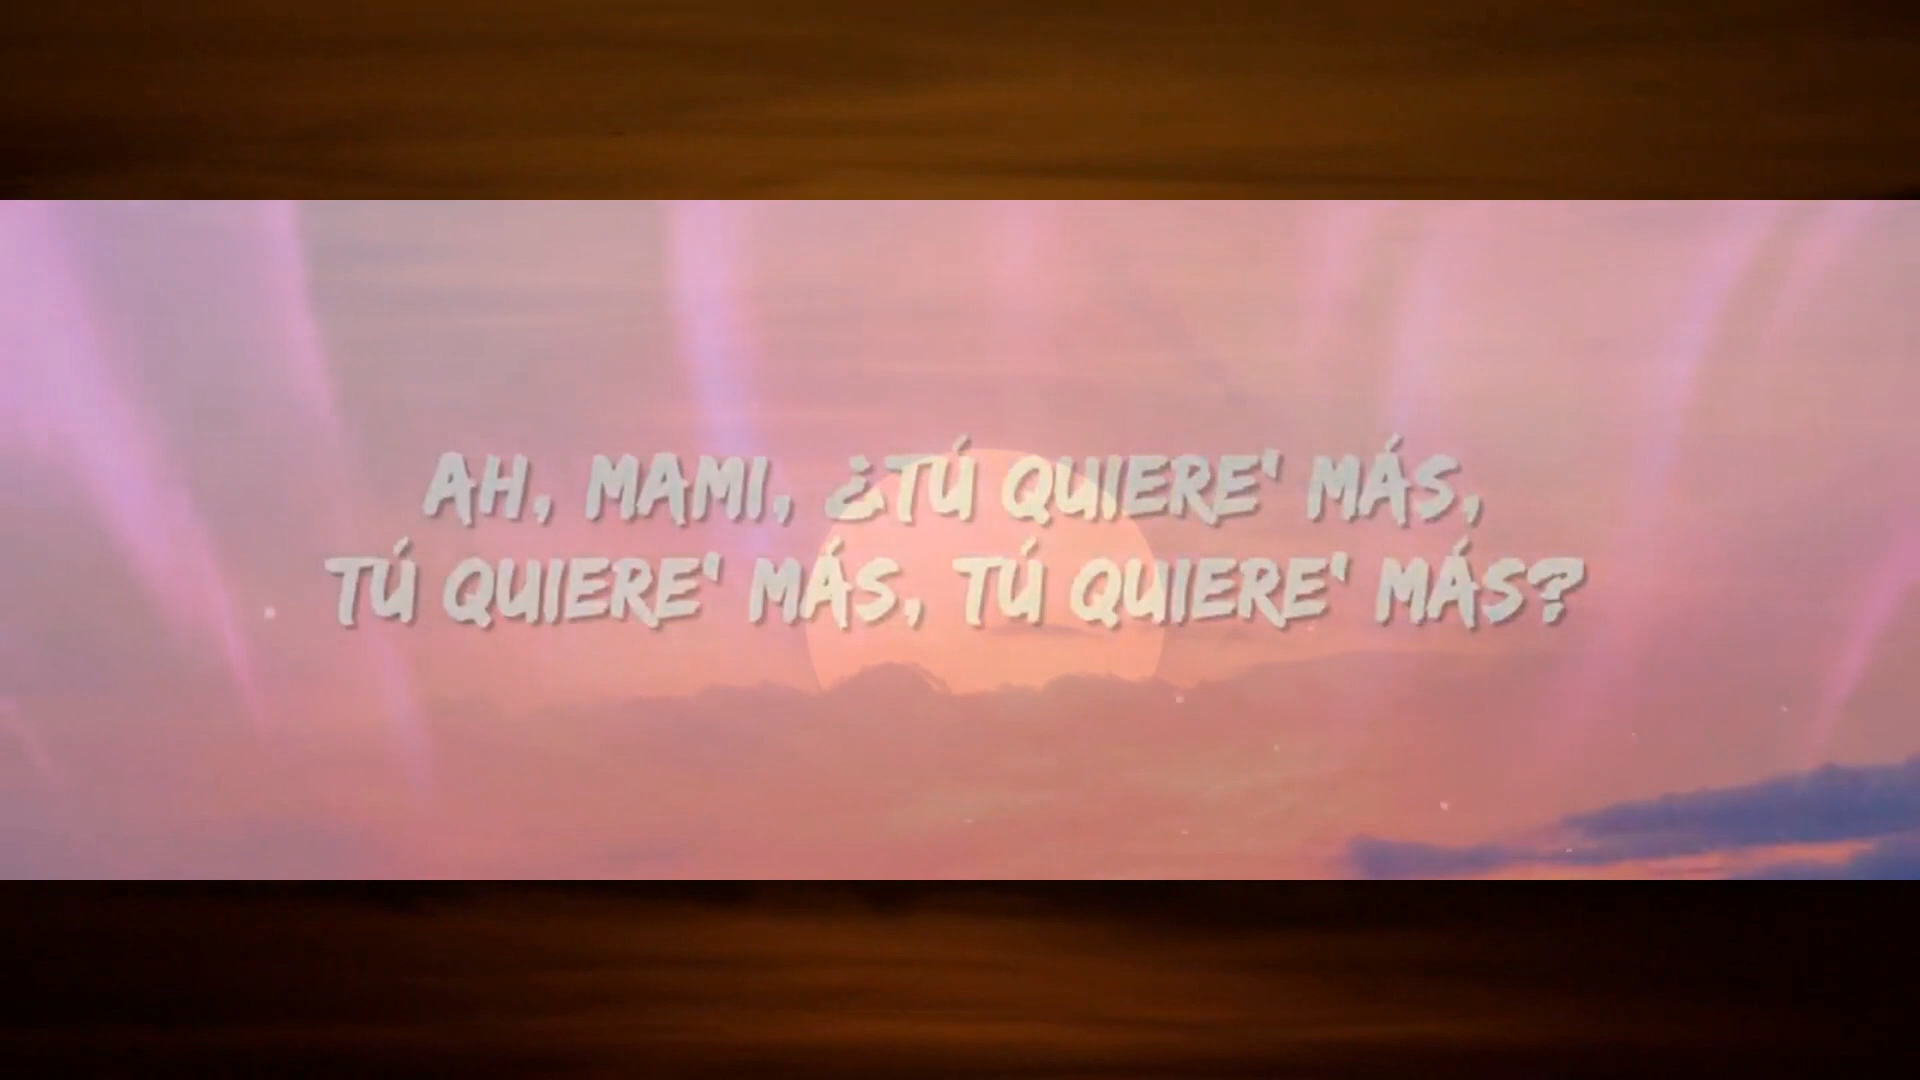 AH, MAMI, ¿TÚ QUIERE' MÁS,
TÚ QUIERE' MÁS, TÚ QUIERE' MÁS?